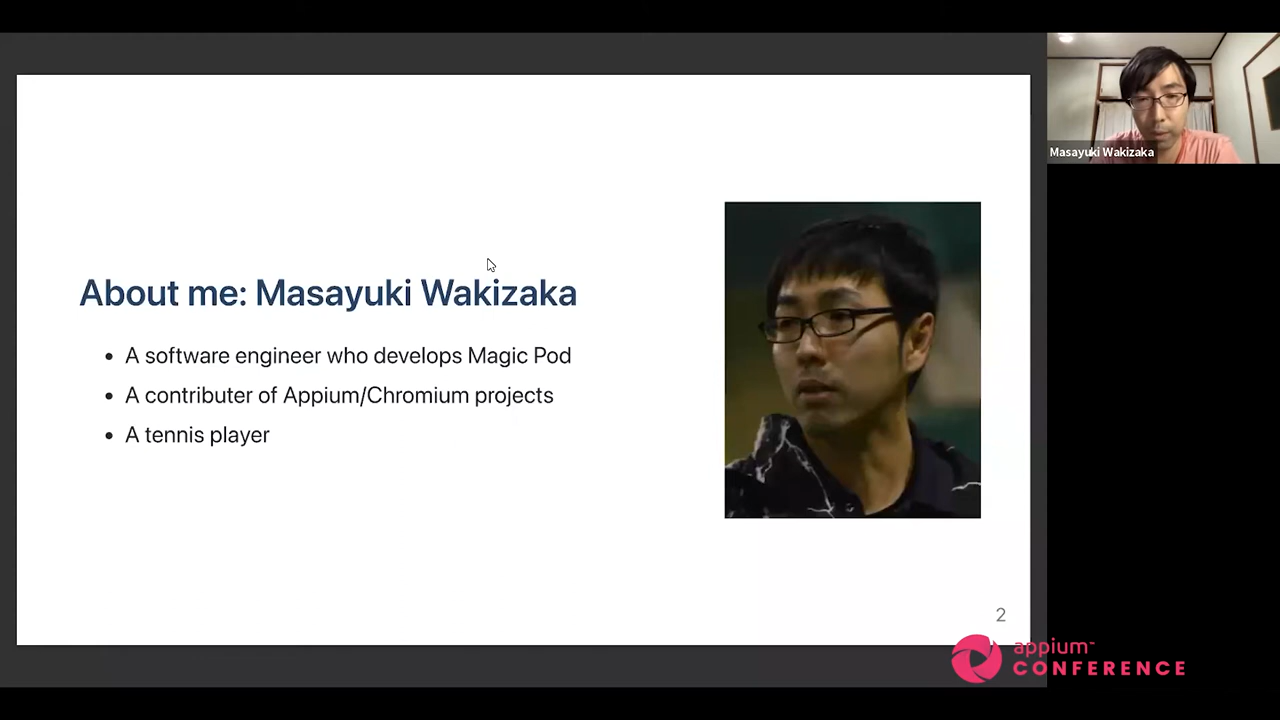 About me: Masayuki Wakizaka
• A software engineer who develops Magic Pod
• A contributer of Appium/Chromium projects
• A tennis player
2
Masayuki Wakizaka
appium™
CONFERENCE